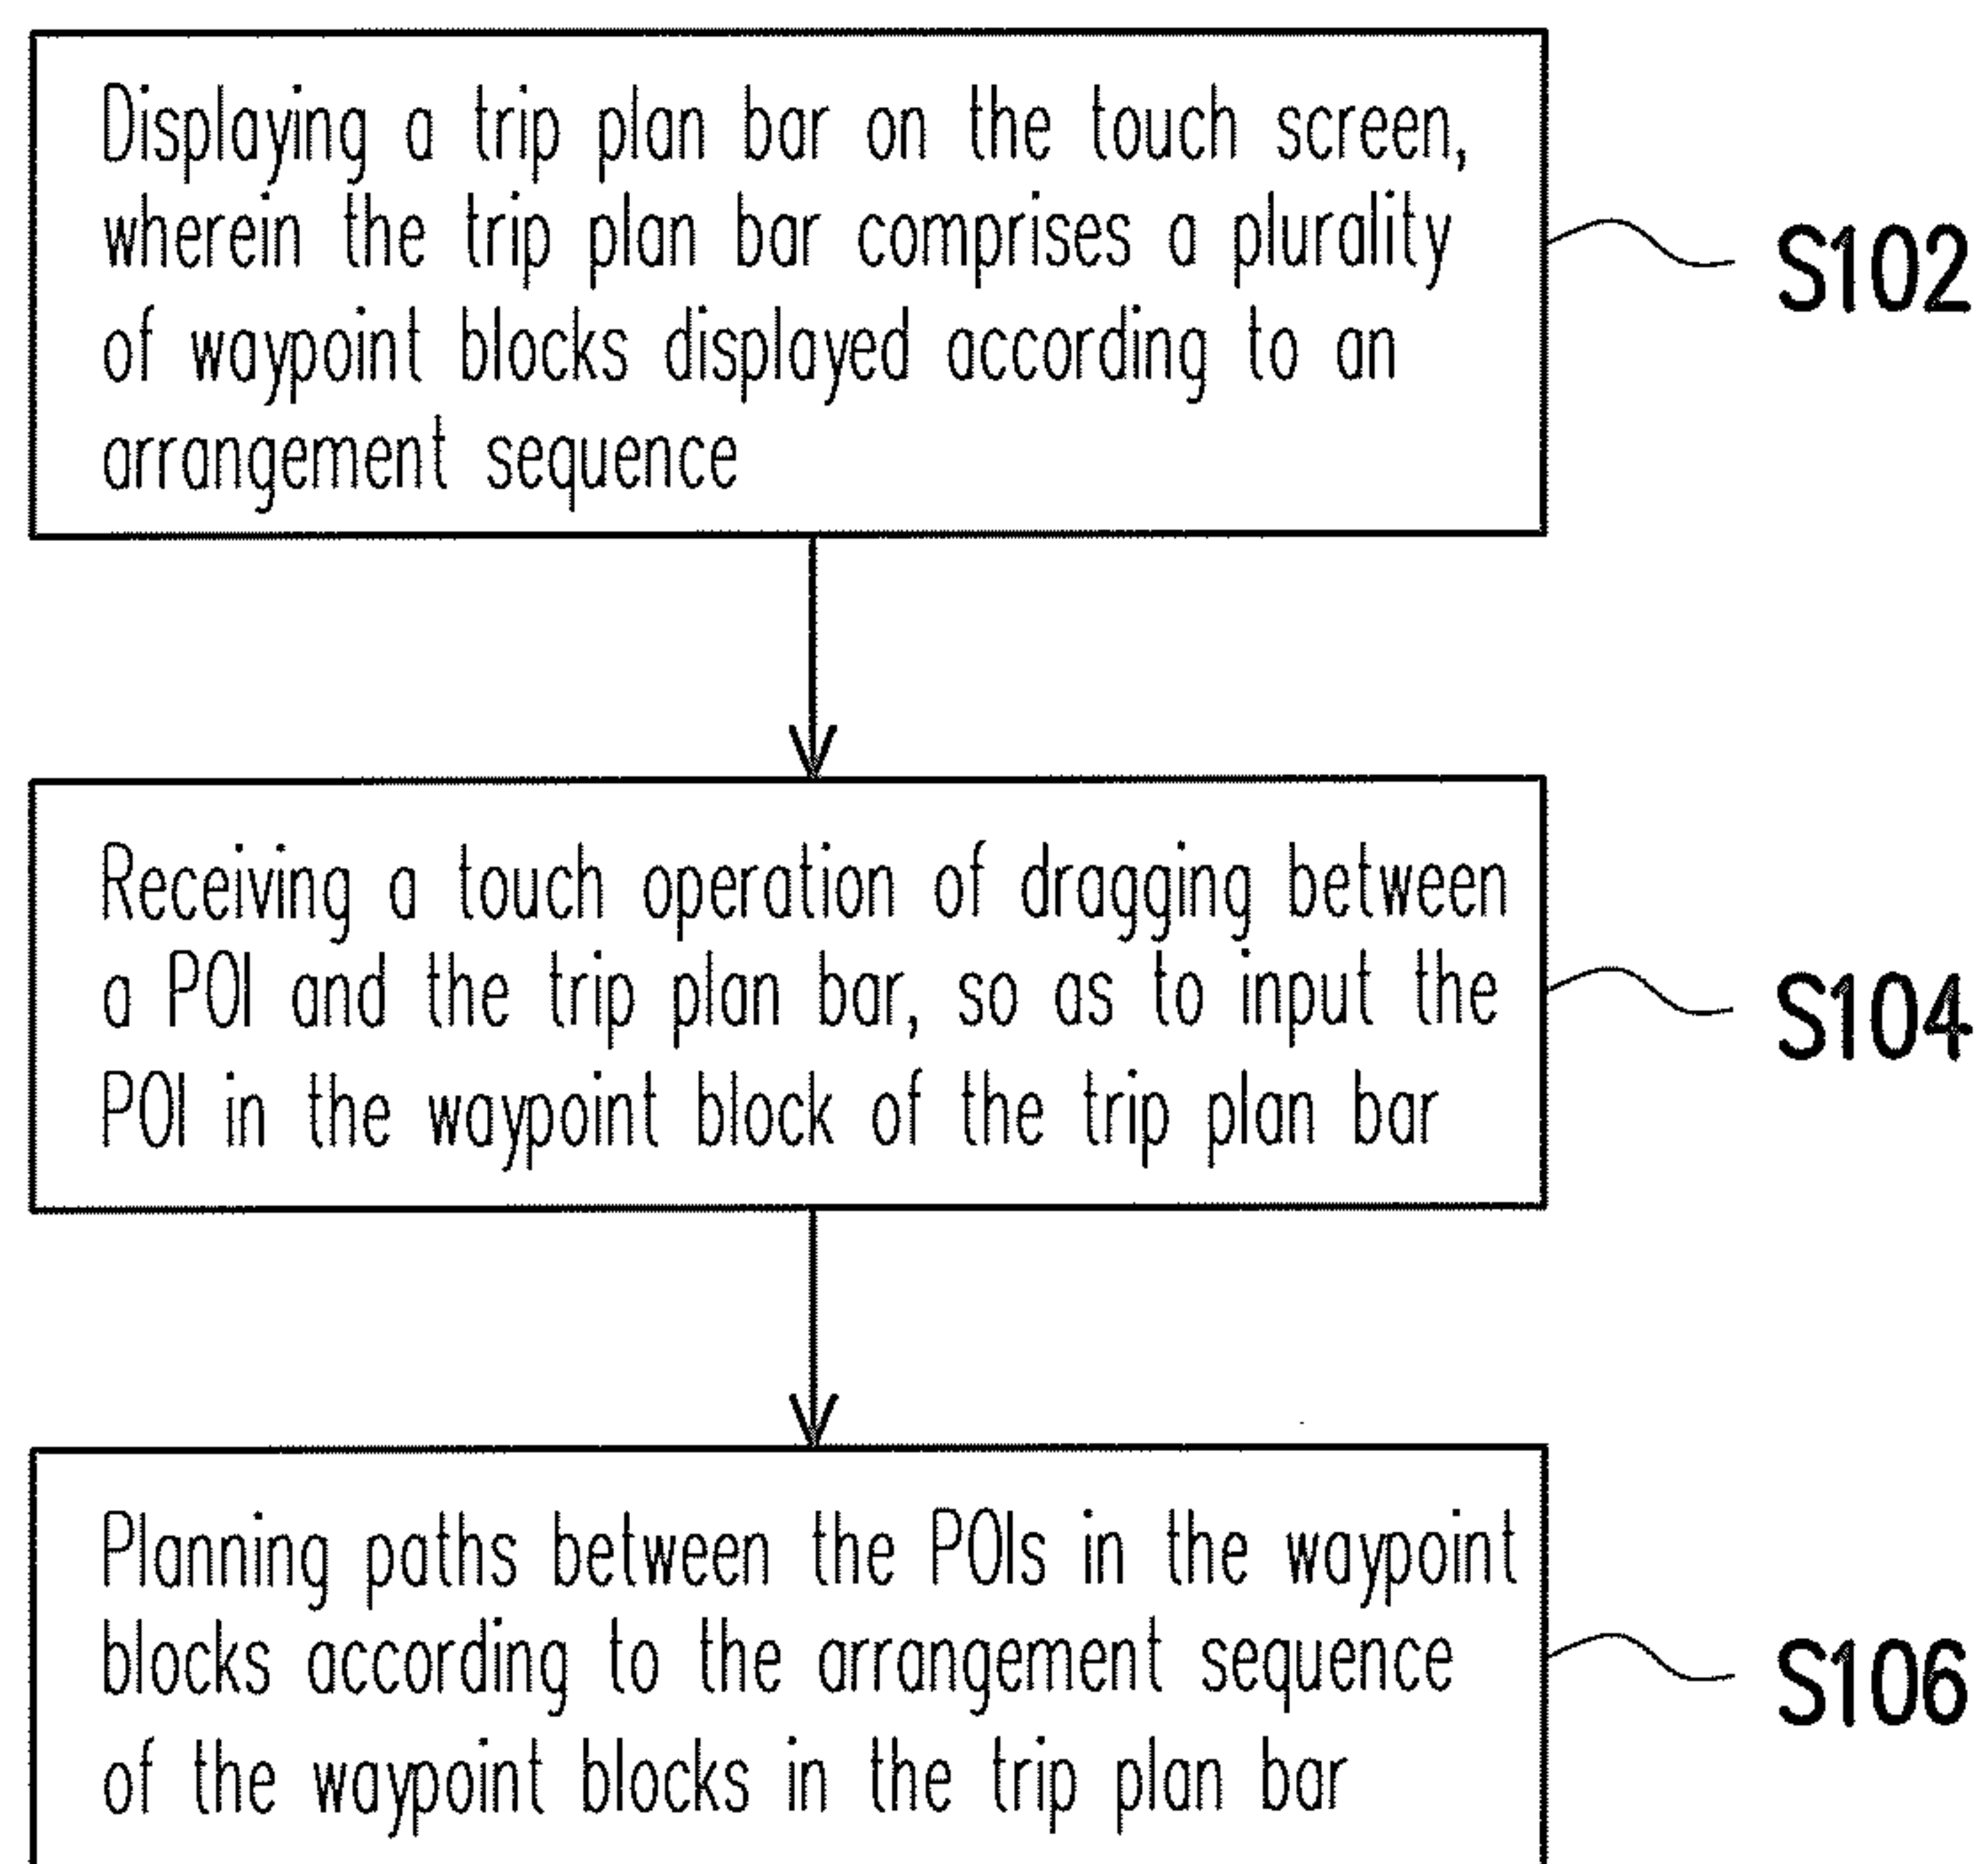 Displaying a trip plan bar on the touch screen,
wherein the trip plan bar comprises a plurality
of waypoint blocks displayed according to an
arrangement sequence
S102
Receiving a touch operation of dragging between
a POI and the trip plan bar, so as to input the
POI in the waypoint block of the trip plan bar
S104
Planning paths between the POIs in the waypoint
blocks according to the arrangement sequence
of the waypoint blocks in the trip plan bar
S106